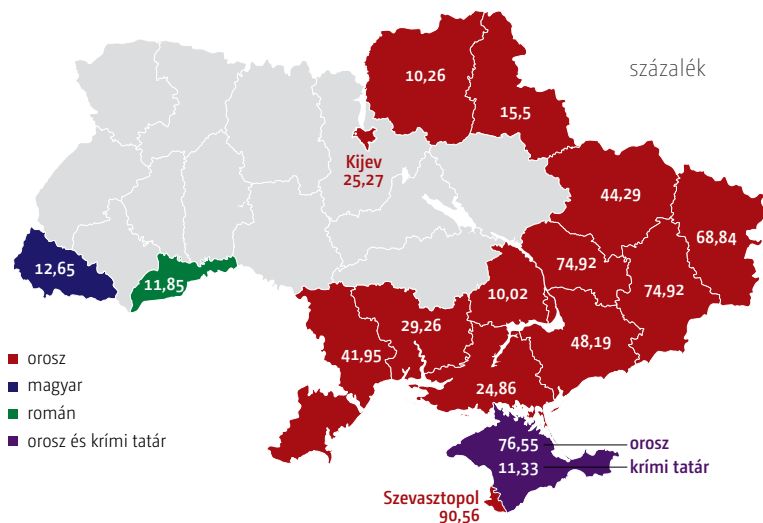 százalék
10,26
15,5
Kijev
25,27
44,29
68,84
12,65
11,85
74,92
74,92
10,02
29,26
41,95
48,19
24,86
orosz
magyar
román
orosz és krími tatár
76,55
orosz
11,33
krími tatár
Szevasztopol
90,56